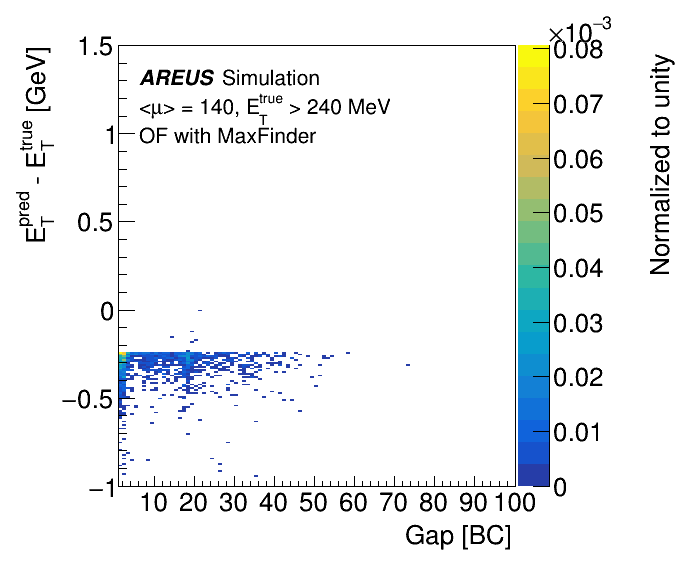 ×10⁻³
1.5
1
0.5
0
−0.5
−1
E_T^pred - E_T^true [GeV]
AREUS Simulation
<μ> = 140, E_T^true > 240 MeV
OF with MaxFinder
10 20 30 40 50 60 70 80 90 100
Gap [BC]
0.08
0.07
0.06
0.05
0.04
0.03
0.02
0.01
0
Normalized to unity